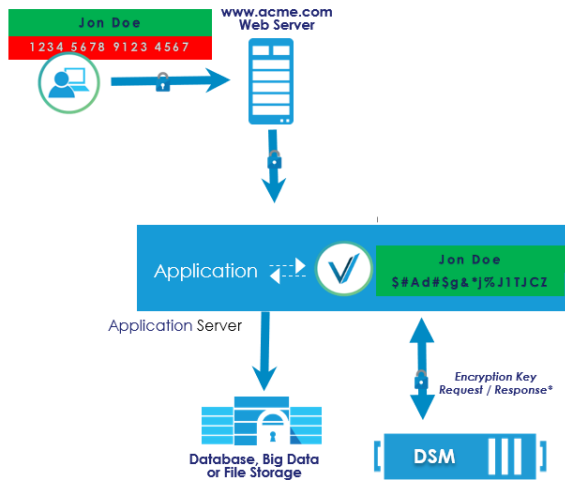 Jon Doe
1234 5678 9123 4567
www.acme.com
Web Server
Application
Jon Doe
$#Ad#$g&*j%J1TJCZ
Application Server
Encryption Key
Request / Response*
Database, Big Data
or File Storage
DSM